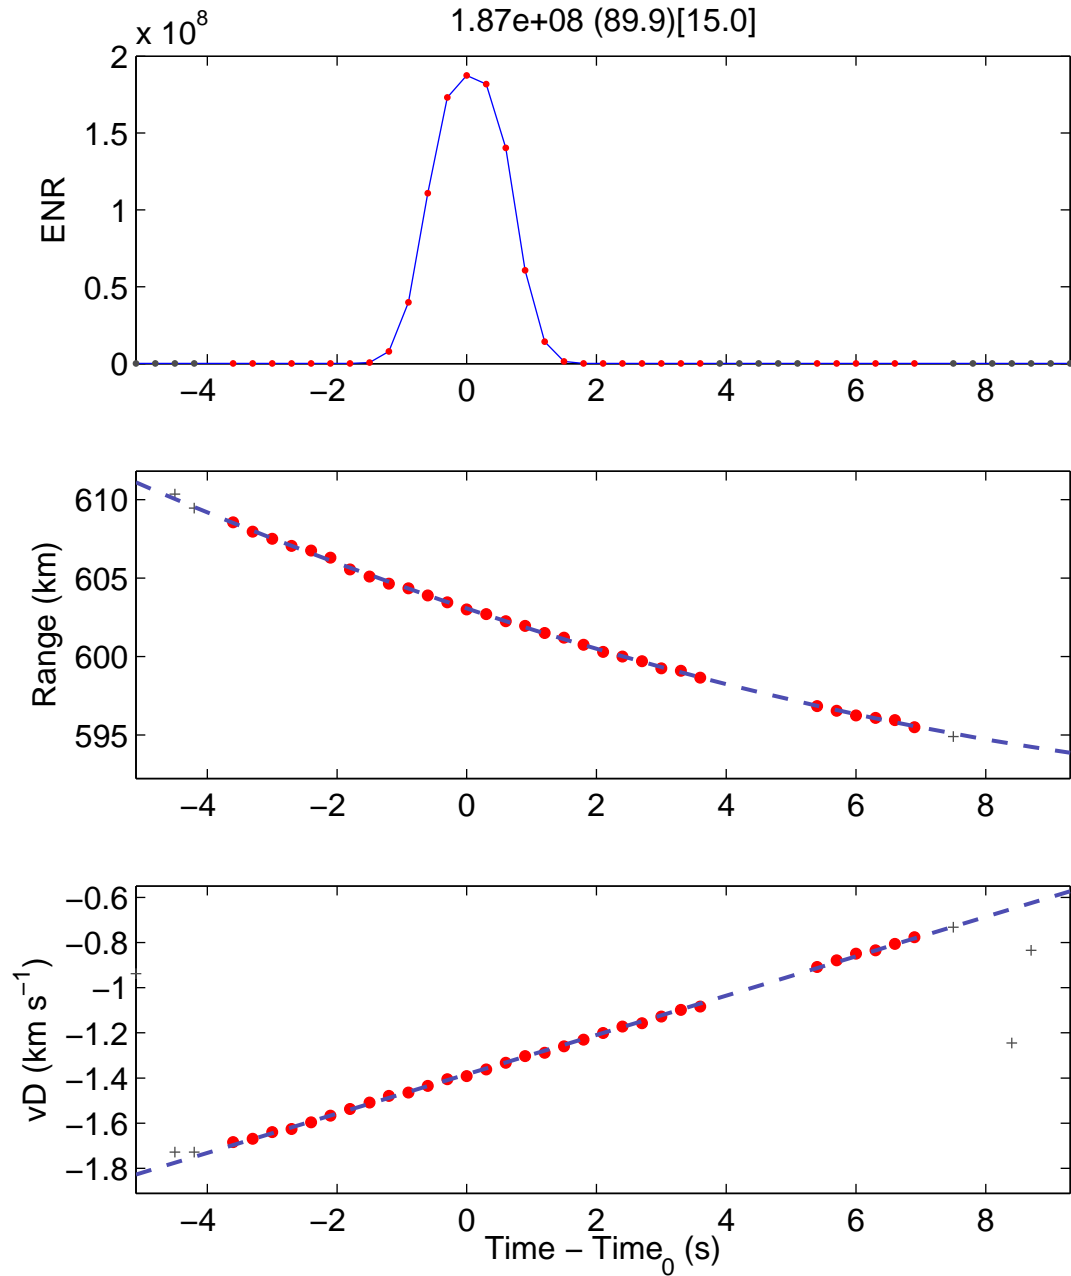 1.87e+08 (89.9)[15.0]
x 10^8
2
1.5
1
0.5
0
ENR
−4 −2 0 2 4 6 8
610
605
600
595
Range (km)
−4 −2 0 2 4 6 8
−0.6
−0.8
−1
−1.2
−1.4
−1.6
−1.8
vD (km s^−1)
−4 −2 0 2 4 6 8
Time − Time_0 (s)